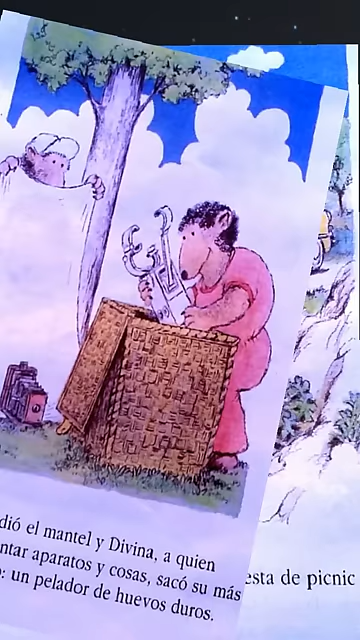 dió el mantel y Divina, a quien
ntar aparatos y cosas, sacó su más
: un pelador de huevos duros.
esta de picnic